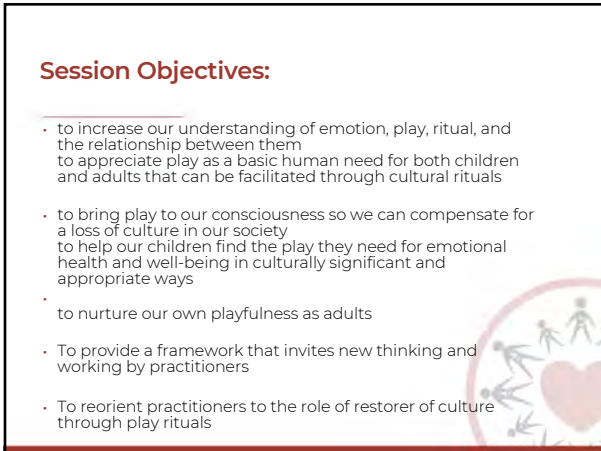 Session Objectives:
• to increase our understanding of emotion, play, ritual, and
the relationship between them
to appreciate play as a basic human need for both children
and adults that can be facilitated through cultural rituals
• to bring play to our consciousness so we can compensate for
a loss of culture in our society
to help our children find the play they need for emotional
health and well-being in culturally significant and
appropriate ways
•
to nurture our own playfulness as adults
• To provide a framework that invites new thinking and
working by practitioners
• To reorient practitioners to the role of restorer of culture
through play rituals